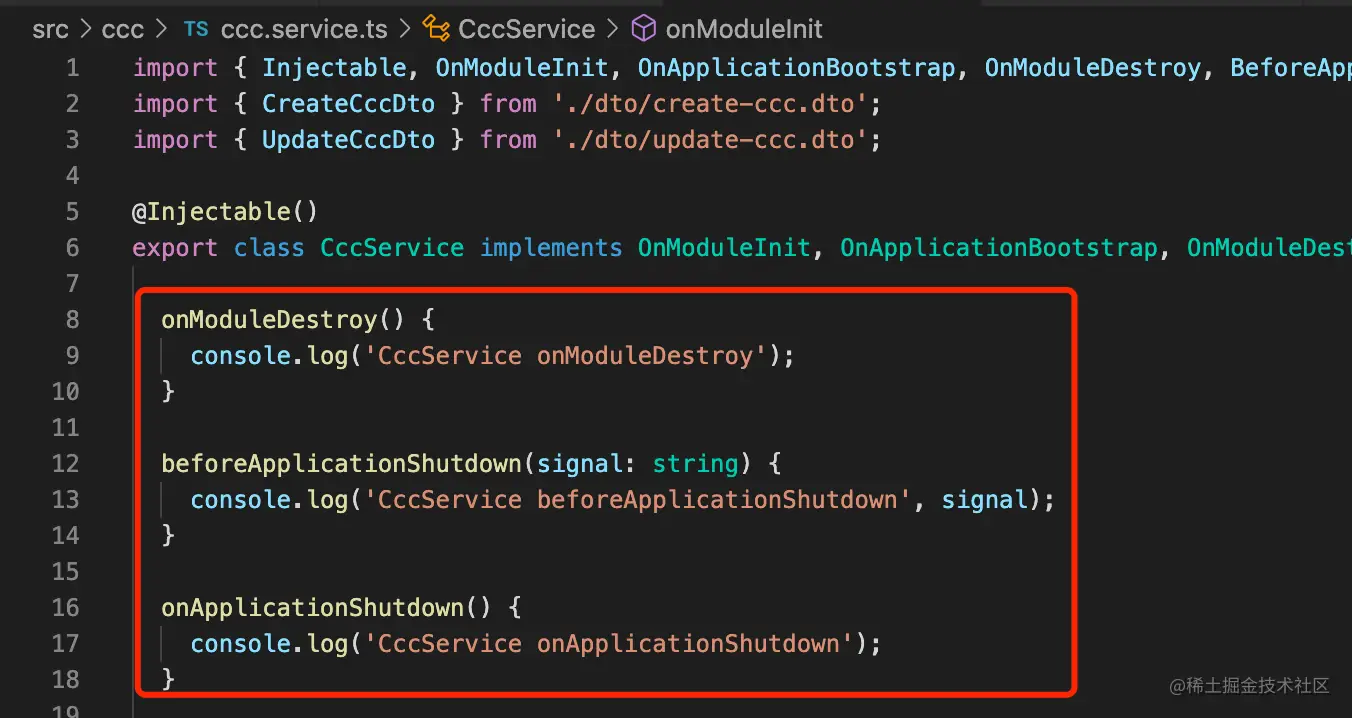 src > ccc > TS ccc.service.ts > CccService > onModuleInit
1 import { Injectable, OnModuleInit, OnApplicationBootstrap, OnModuleDestroy, BeforeApp
2 import { CreateCccDto } from './dto/create-ccc.dto';
3 import { UpdateCccDto } from './dto/update-ccc.dto';
4
5 @Injectable()
6 export class CccService implements OnModuleInit, OnApplicationBootstrap, OnModuleDest
7
8 onModuleDestroy() {
9 console.log('CccService onModuleDestroy');
10 }
11
12 beforeApplicationShutdown(signal: string) {
13 console.log('CccService beforeApplicationShutdown', signal);
14 }
15
16 onApplicationShutdown() {
17 console.log('CccService onApplicationShutdown');
18 }
19
@稀土掘金技术社区